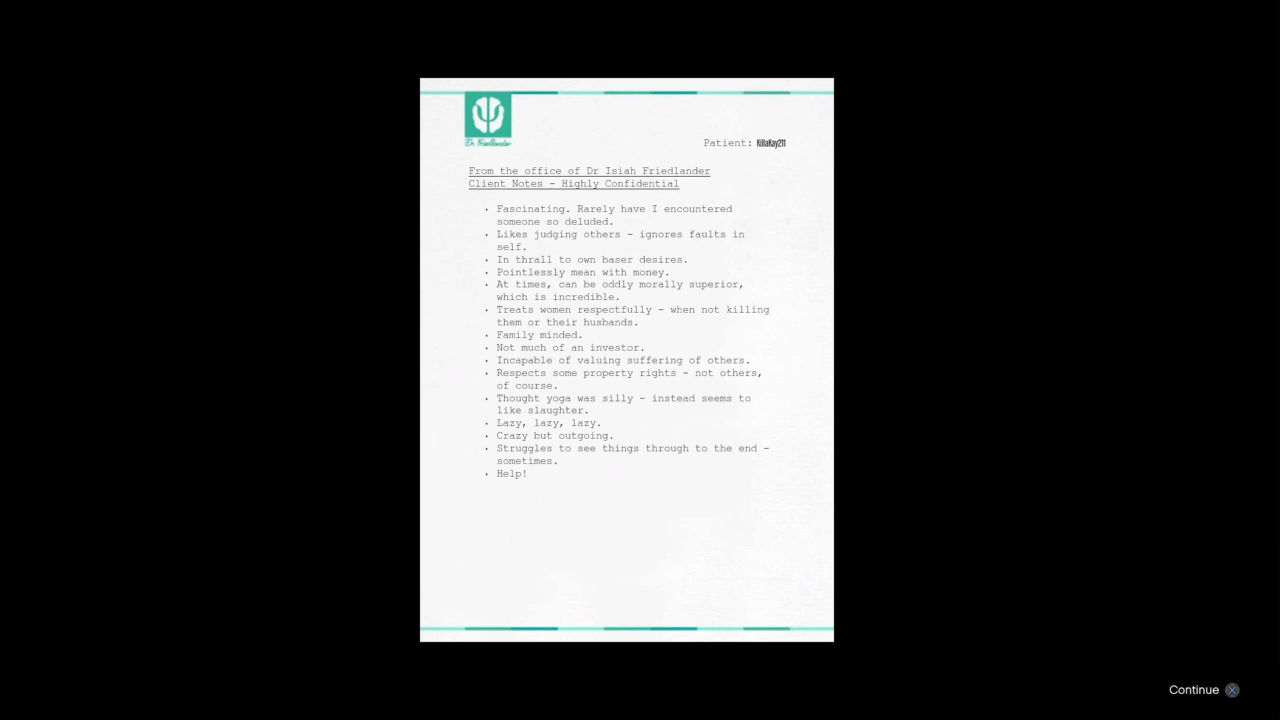 Dr. Friedlander
Patient: KillaKay211
From the office of Dr Isiah Friedlander
Client Notes - Highly Confidential
• Fascinating. Rarely have I encountered
someone so deluded.
• Likes judging others - ignores faults in
self.
• In thrall to own baser desires.
• Pointlessly mean with money.
• At times, can be oddly morally superior,
which is incredible.
• Treats women respectfully - when not killing
them or their husbands.
• Family minded.
• Not much of an investor.
• Incapable of valuing suffering of others.
• Respects some property rights - not others,
of course.
• Thought yoga was silly - instead seems to
like slaughter.
• Lazy, lazy, lazy.
• Crazy but outgoing.
• Struggles to see things through to the end -
sometimes.
• Help!
Continue